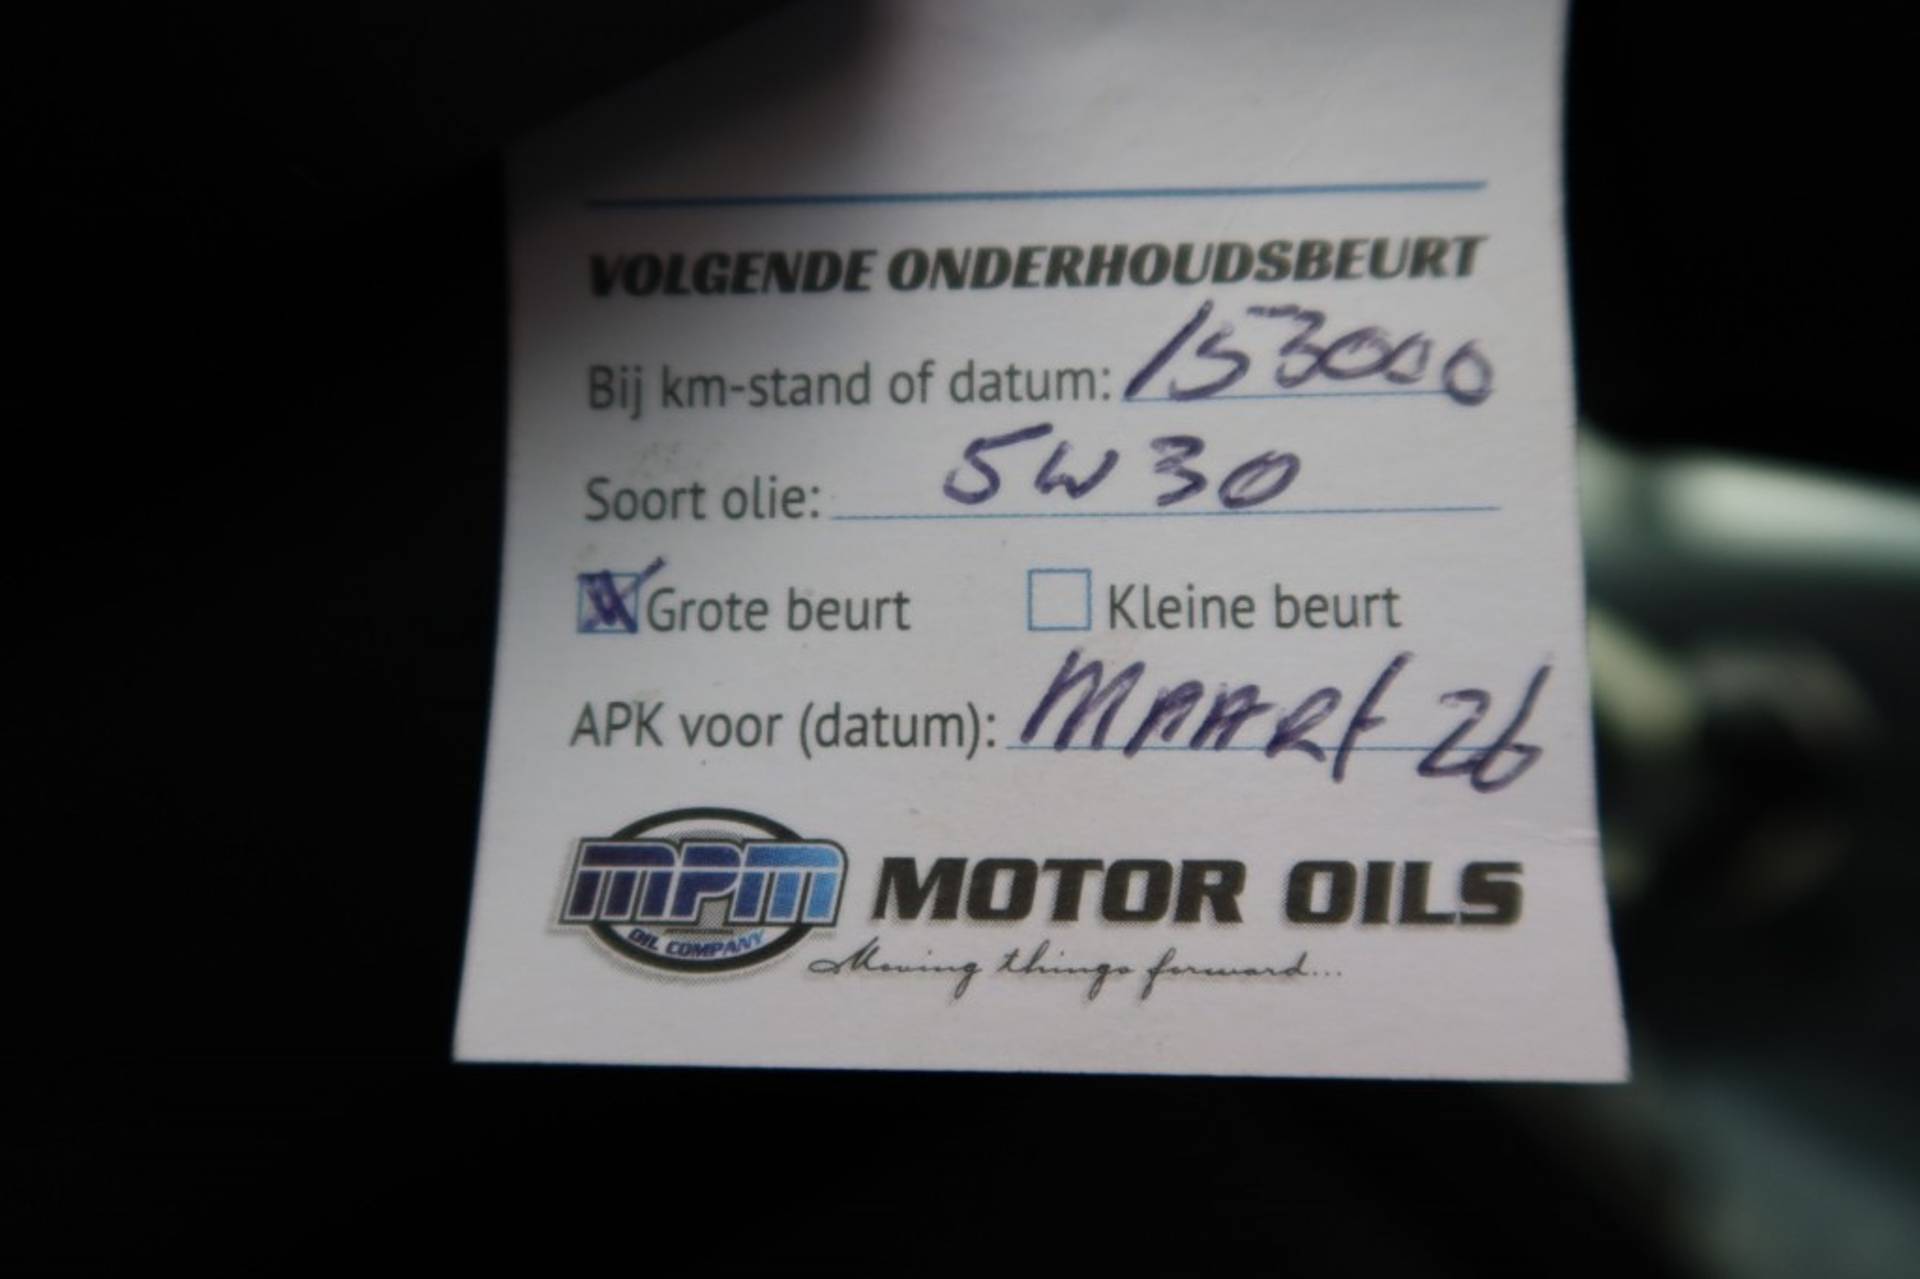 VOLGENDE ONDERHOUDSBEURT
Bij km-stand of datum: 153000
Soort olie: 5W30
Grote beurt Kleine beurt
APK voor (datum): MAART 26
MPM MOTOR OILS
OIL COMPANY
Moving things forward...